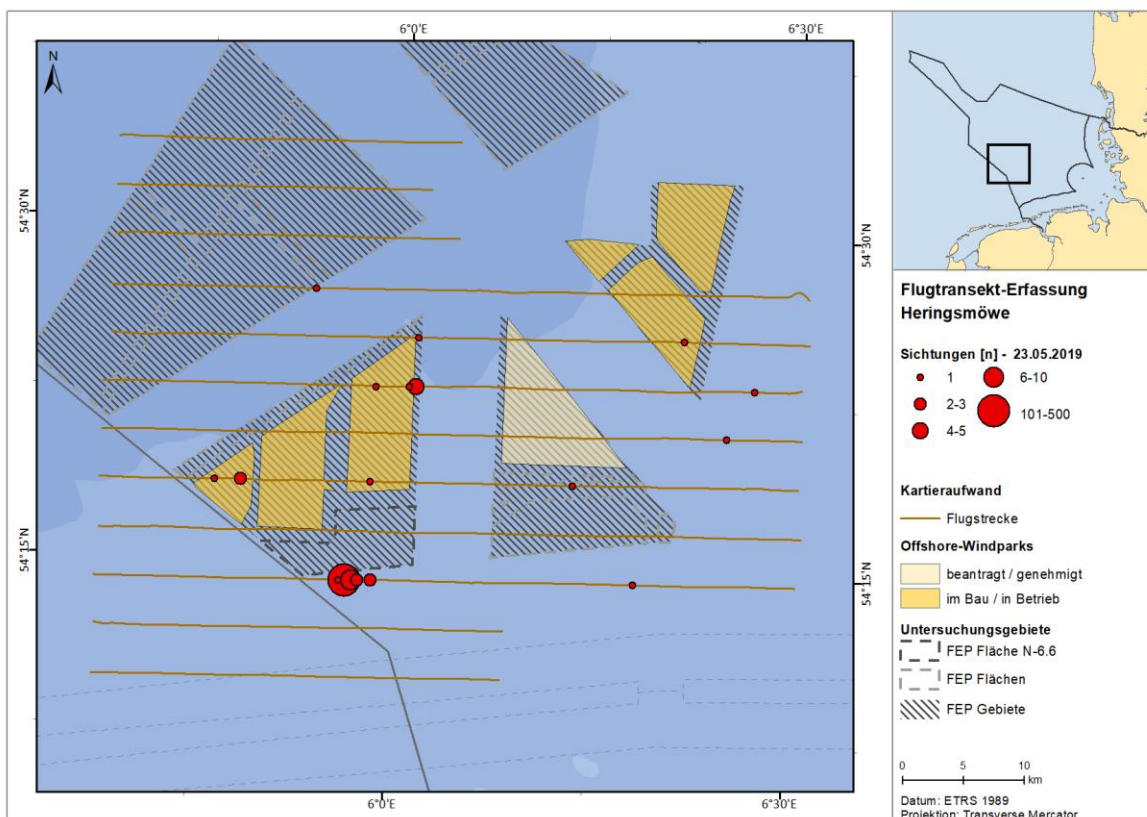 6°0'E
6°30'E
N
54°30'N
54°30'N
54°15'N
54°15'N
6°0'E
6°30'E
Flugtransekt-Erfassung
Heringsmöwe
Sichtungen [n] - 23.05.2019
1
6-10
2-3
101-500
4-5
Kartieraufwand
Flugstrecke
Offshore-Windparks
beantragt / genehmigt
im Bau / in Betrieb
Untersuchungsgebiete
FEP Fläche N-6.6
FEP Flächen
FEP Gebiete
0 5 10
km
Datum: ETRS 1989
Projektion: Transverse Mercator